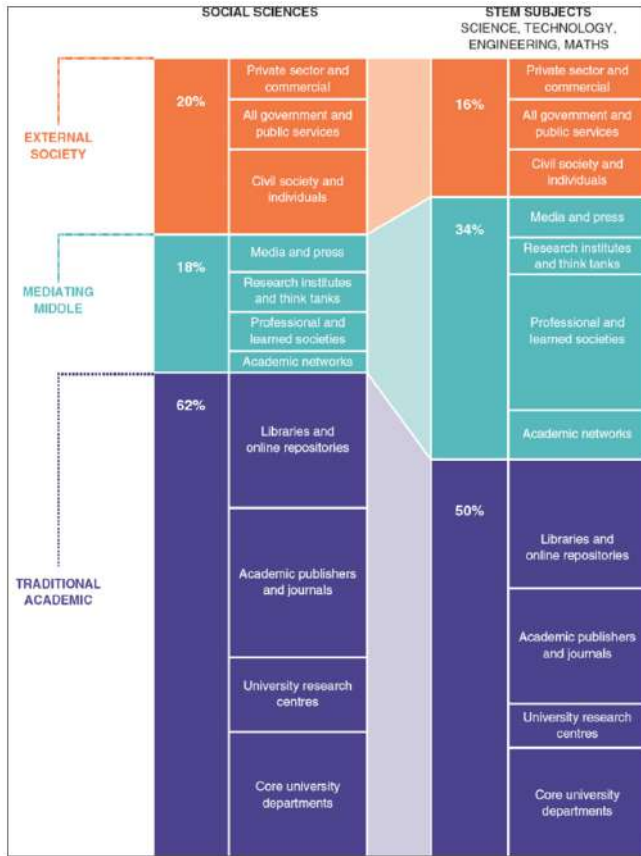 SOCIAL SCIENCES
STEM SUBJECTS
SCIENCE, TECHNOLOGY,
ENGINEERING, MATHS
EXTERNAL
SOCIETY
20%
Private sector and
commercial
All government and
public services
Civil society and
individuals
16%
Private sector and
commercial
All government and
public services
Civil society and
individuals
MEDIATING
MIDDLE
18%
Media and press
Research institutes
and think tanks
Professional and
learned societies
Academic networks
34%
Media and press
Research institutes
and think tanks
Professional and
learned societies
Academic networks
TRADITIONAL
ACADEMIC
62%
Libraries and
online repositories
Academic publishers
and journals
University research
centres
Core university
departments
50%
Libraries and
online repositories
Academic publishers
and journals
University research
centres
Core university
departments